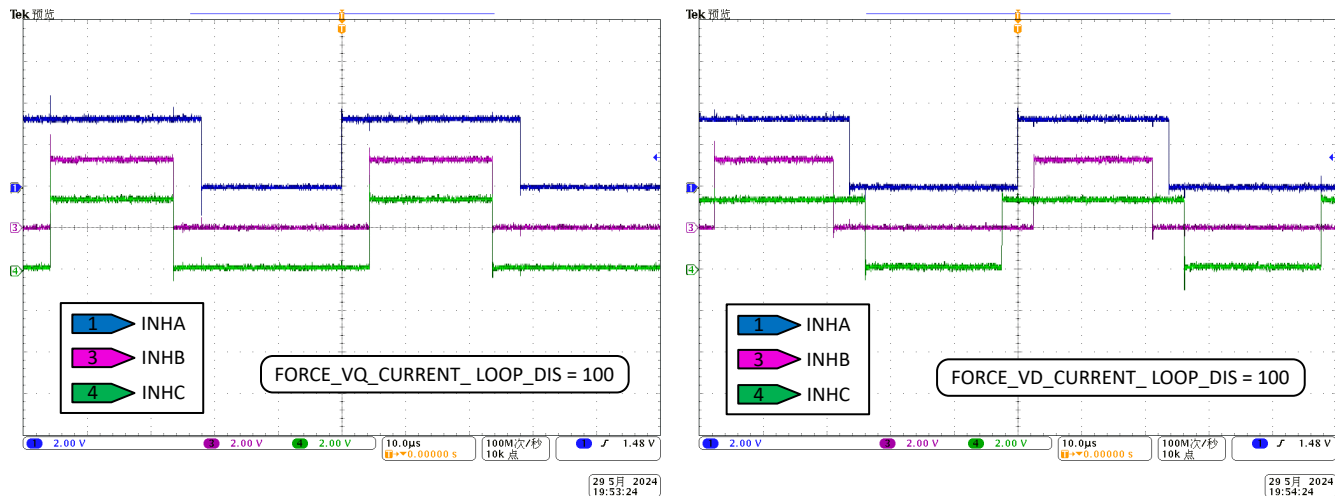 Tek 预览
T
T
1
3
4
1 INHA
3 INHB
4 INHC
FORCE_VQ_CURRENT_ LOOP_DIS = 100
1 2.00 V 3 2.00 V 4 2.00 V 10.0µs 100M次/秒 1 ƒ 1.48 V
T→▼0.00000 s 10k 点
29 5月 2024
19:53:24
Tek 预览
T
T
1
3
4
1 INHA
3 INHB
4 INHC
FORCE_VD_CURRENT_ LOOP_DIS = 100
1 2.00 V 3 2.00 V 4 2.00 V 10.0µs 100M次/秒 1 ƒ 1.48 V
T→▼0.00000 s 10k 点
29 5月 2024
19:54:24